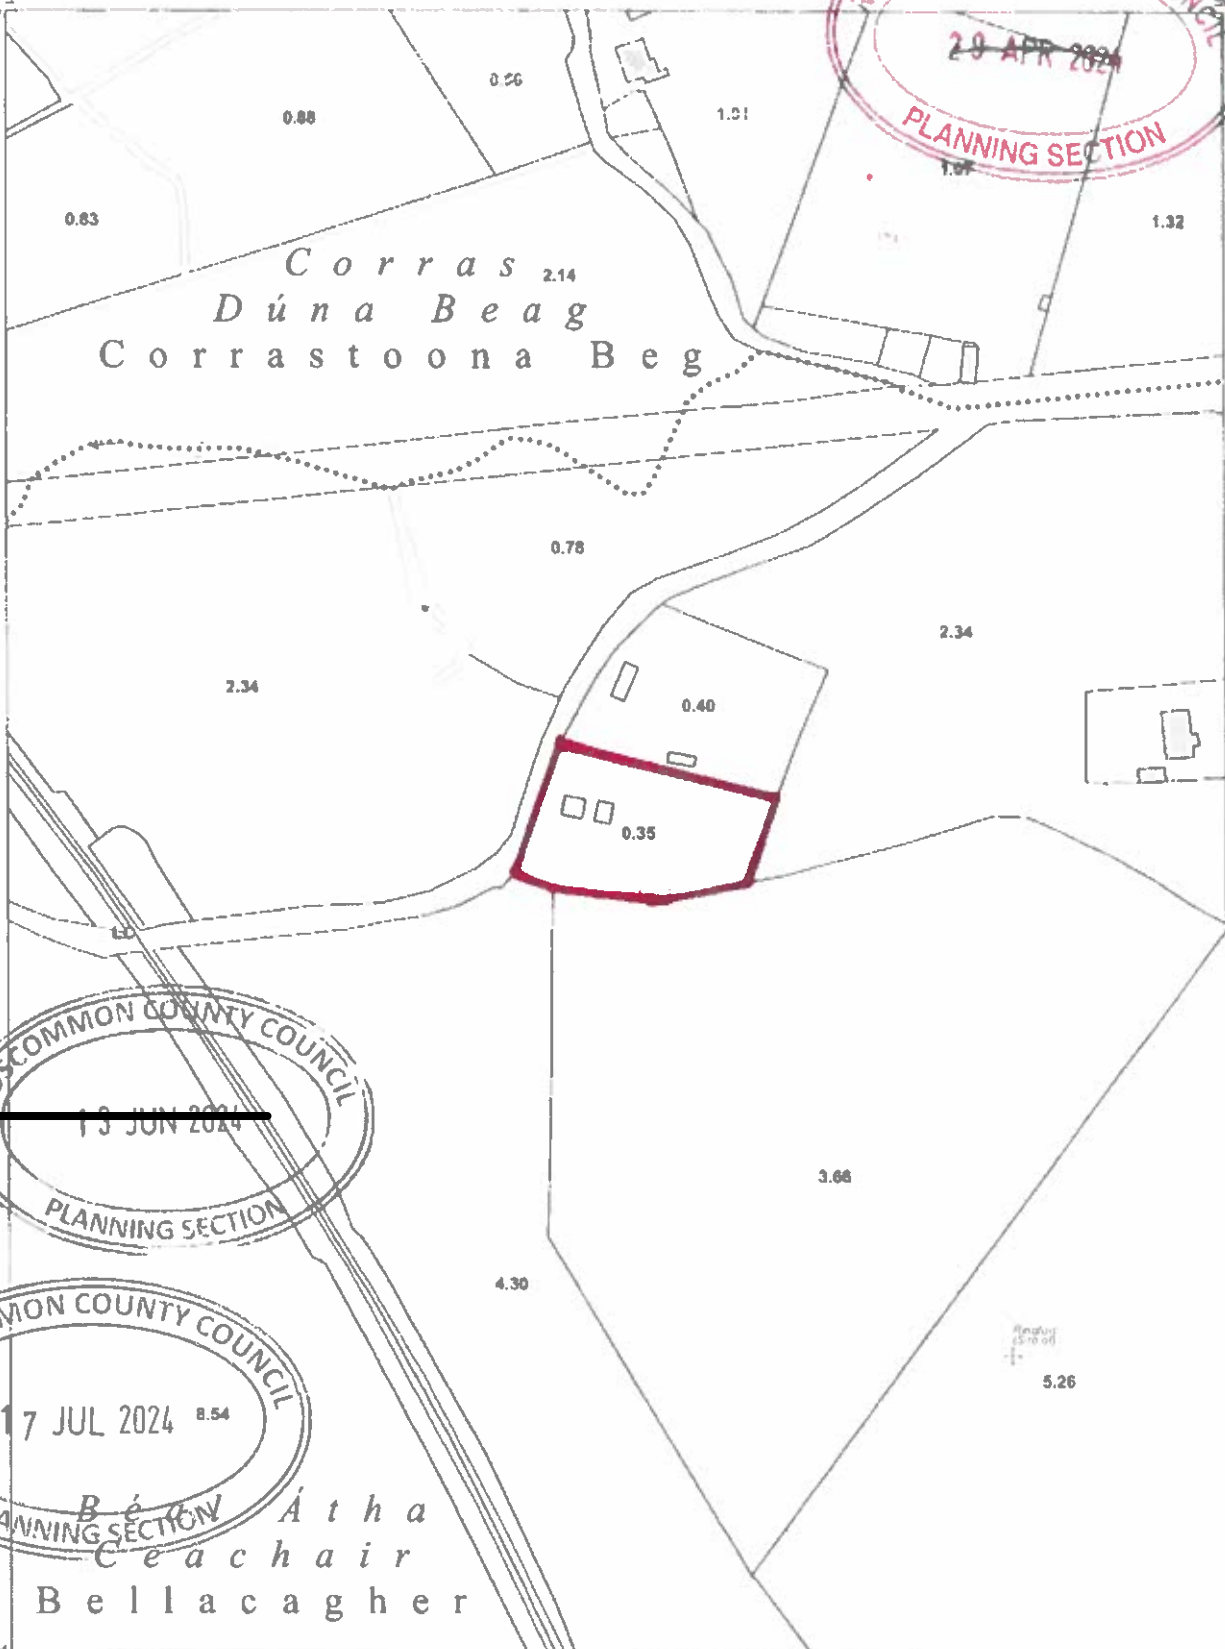 29 APR 2024
PLANNING SECTION
0.56
0.88
1.01
0.83
1.32
Corras
2.14
Dúna Beag
Corrastoona Beg
0.78
2.34
2.34
0.40
0.35
COMMON COUNTY COUNCIL
13 JUN 2024
PLANNING SECTION
3.66
4.30
MON COUNTY COUNCIL
5.26
17 JUL 2024
8.54
ANNING SECTION
Béal Átha
Ceachair
Bellacagher